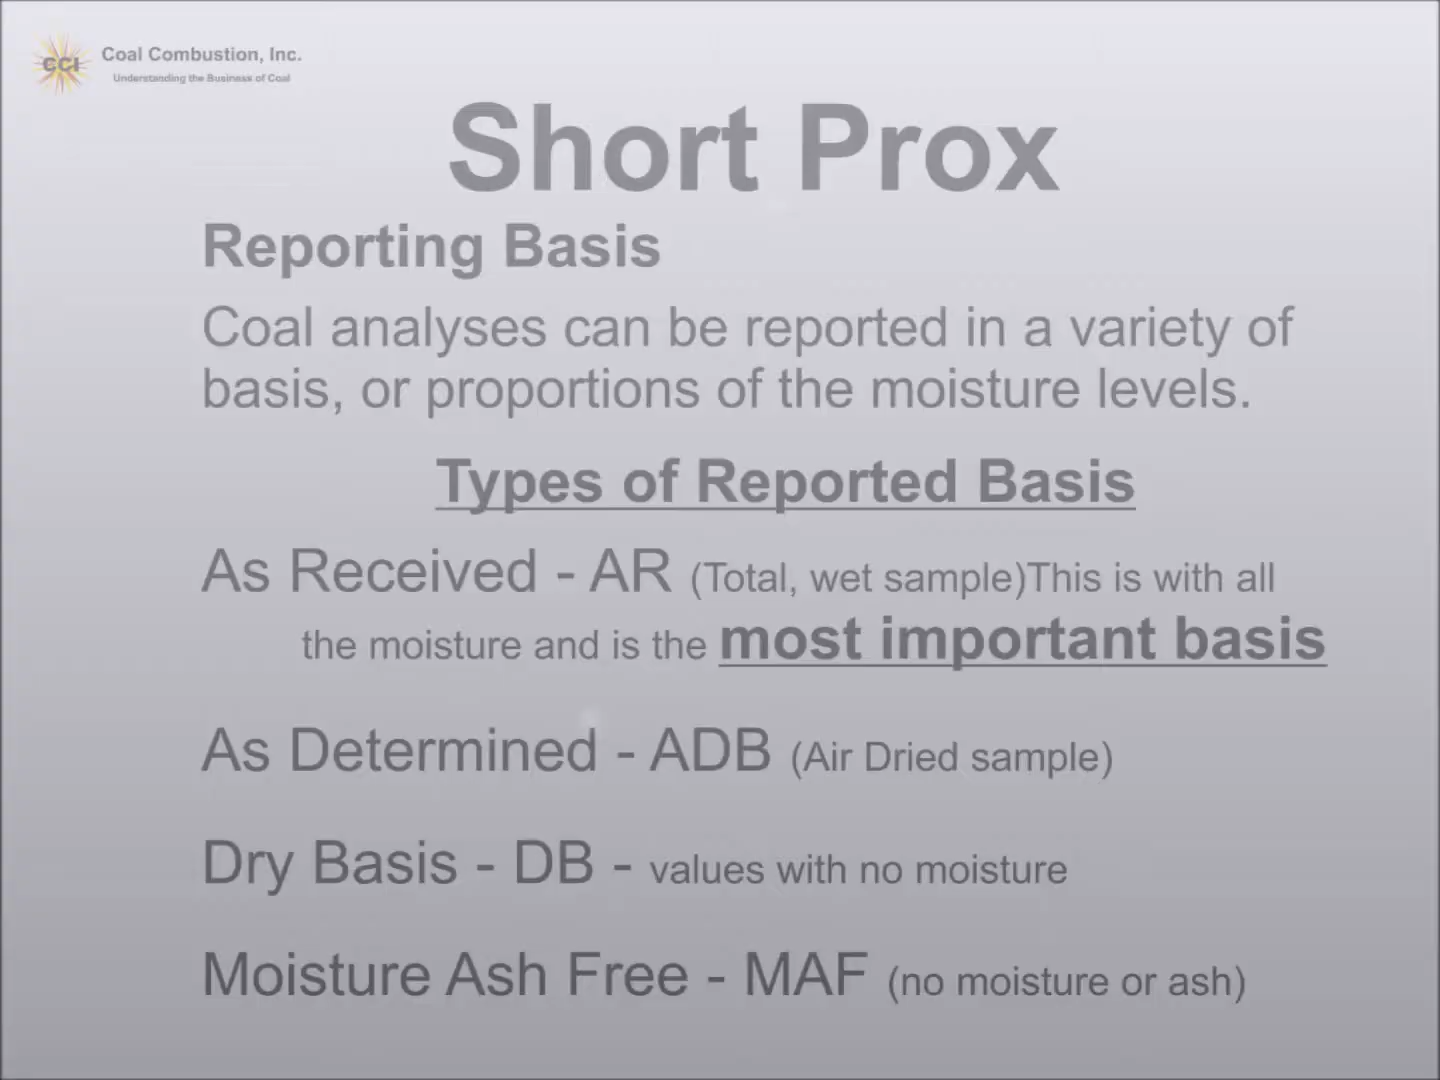 CCI
Coal Combustion, Inc.
Understanding the Business of Coal
Short Prox
Reporting Basis
Coal analyses can be reported in a variety of
basis, or proportions of the moisture levels.
Types of Reported Basis
As Received - AR (Total, wet sample)This is with all
the moisture and is the most important basis
As Determined - ADB (Air Dried sample)
Dry Basis - DB - values with no moisture
Moisture Ash Free - MAF (no moisture or ash)